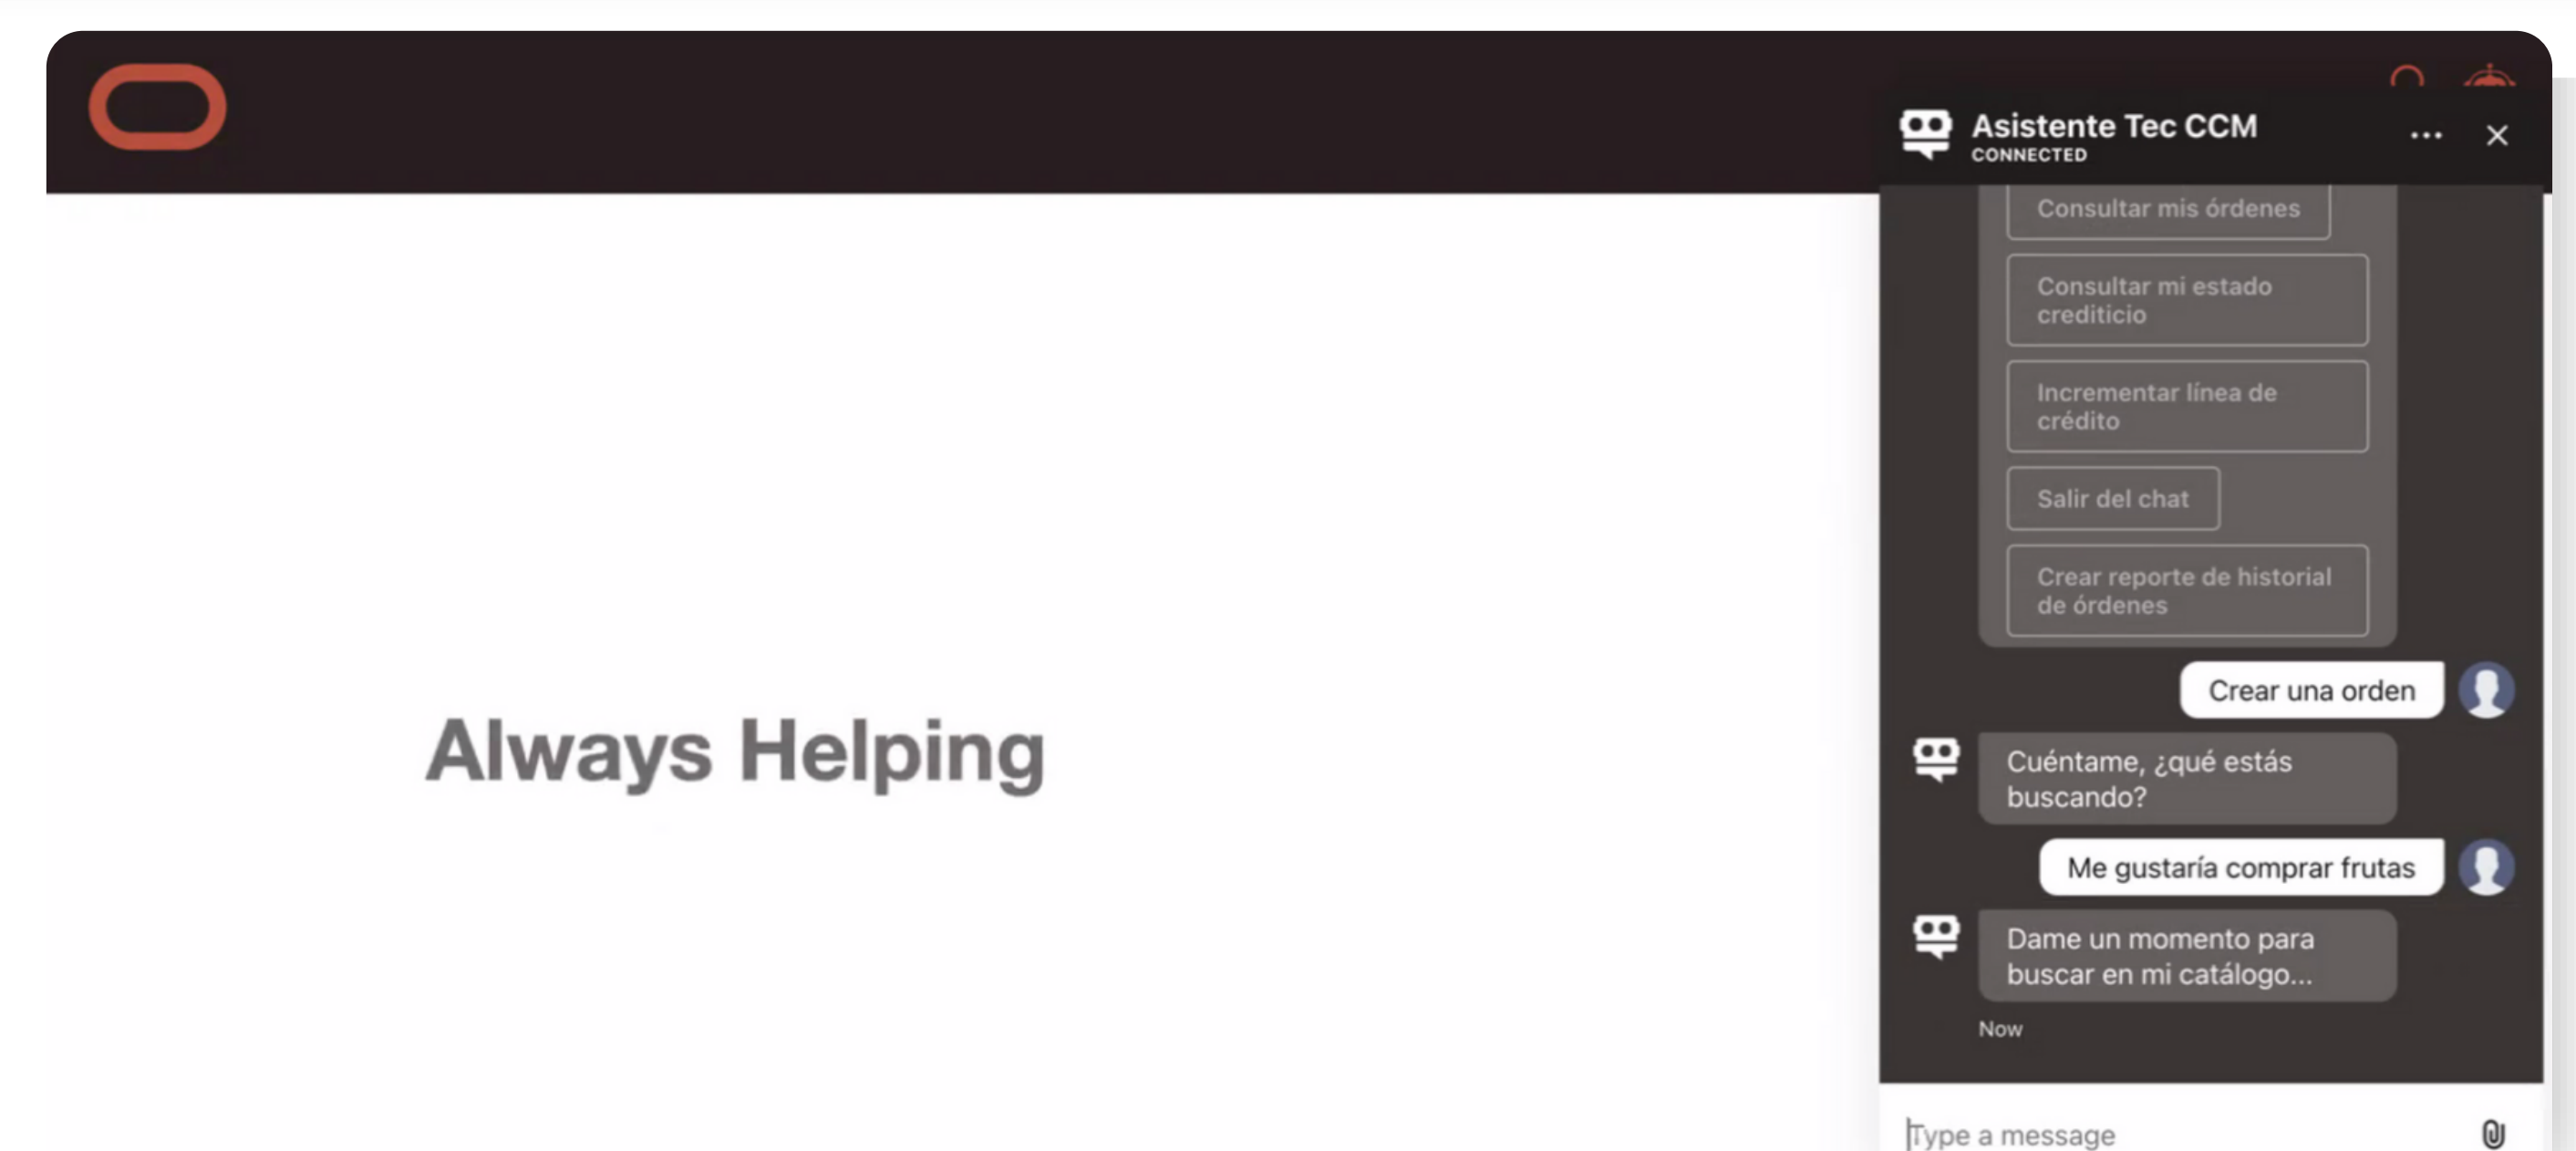 Asistente Tec CCM
CONNECTED
Consultar mis órdenes
Consultar mi estado
crediticio
Incrementar línea de
crédito
Salir del chat
Crear reporte de historial
de órdenes
Crear una orden
Cuéntame, ¿qué estás
buscando?
Me gustaría comprar frutas
Dame un momento para
buscar en mi catálogo...
Now
Type a message
Always Helping